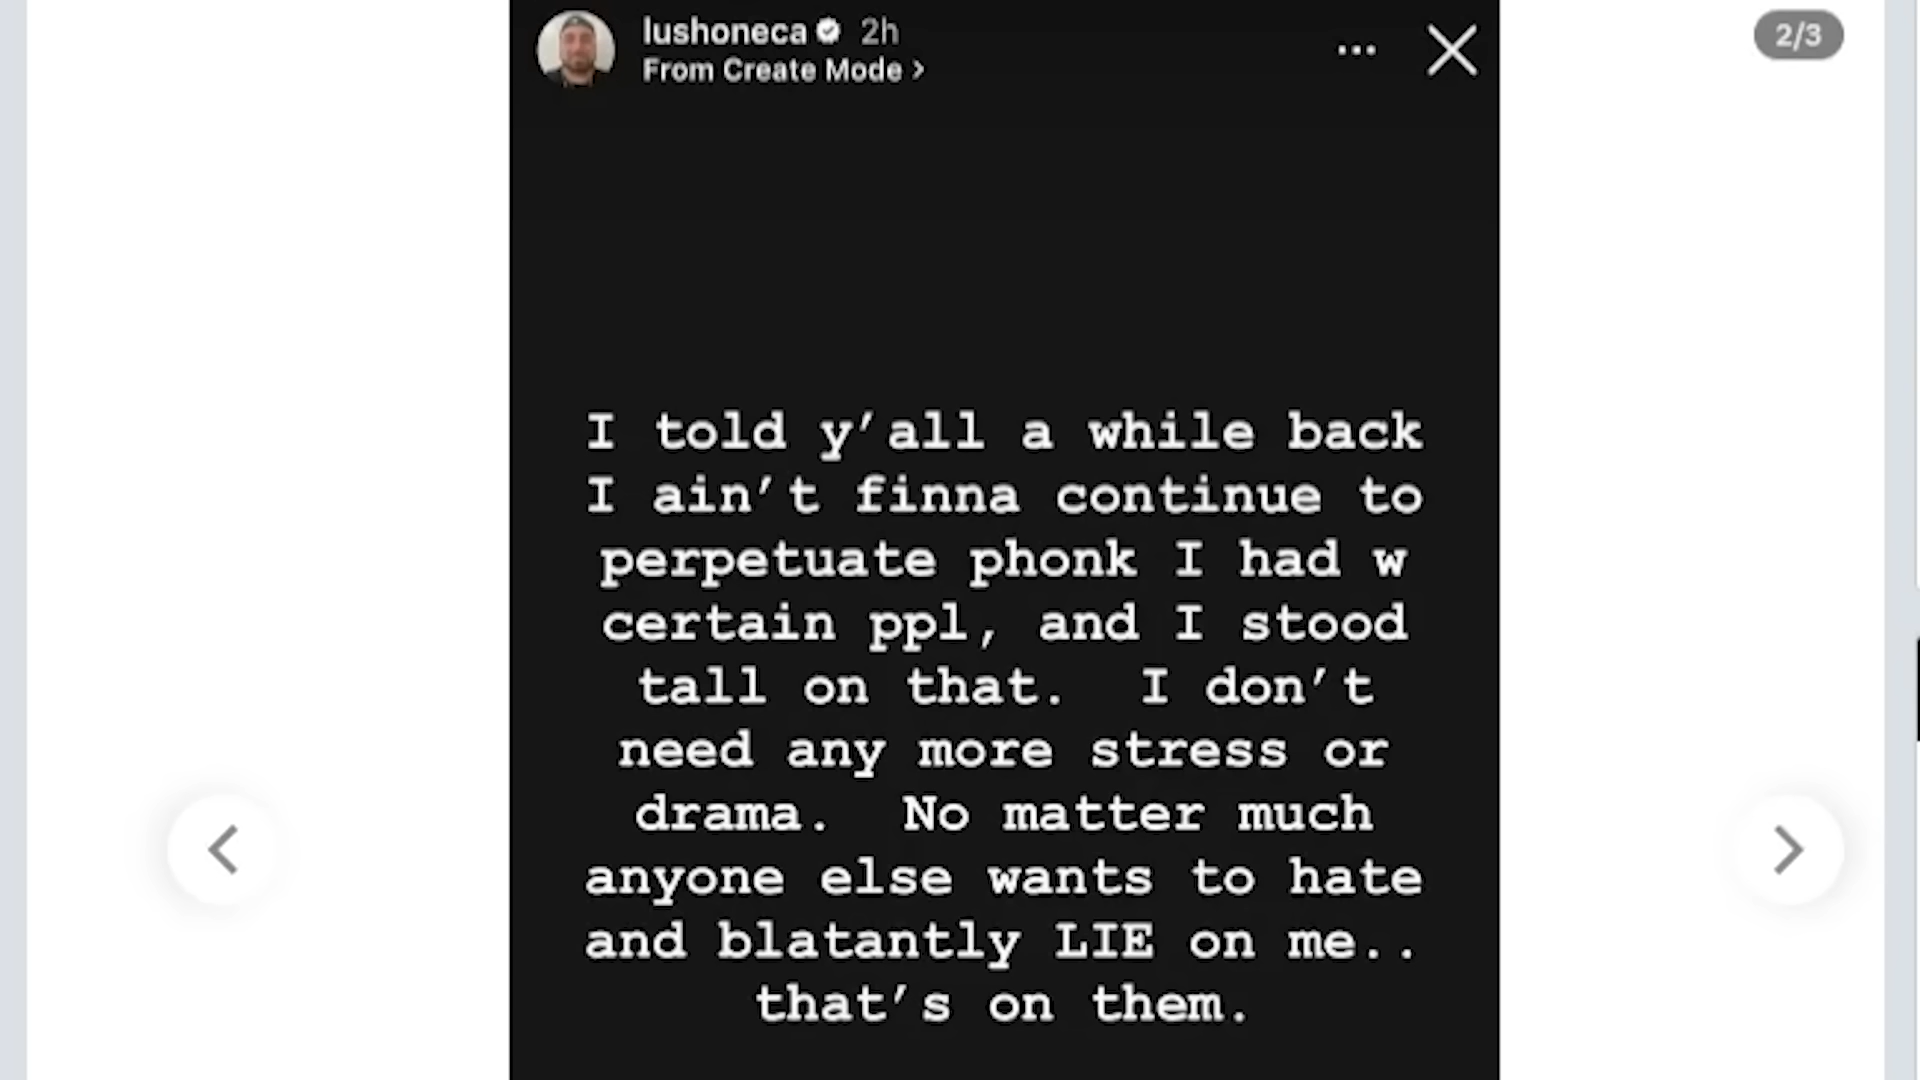 lushoneca 2h
From Create Mode >
2/3
I told y’all a while back
I ain’t finna continue to
perpetuate phonk I had w
certain ppl, and I stood
tall on that. I don’t
need any more stress or
drama. No matter much
anyone else wants to hate
and blatantly LIE on me..
that’s on them.